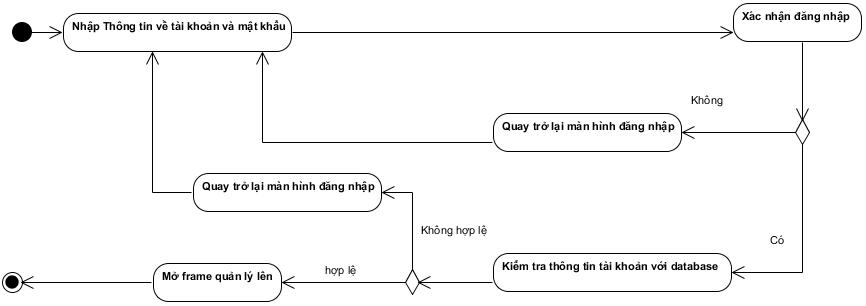 Nhập Thông tin về tài khoản và mật khẩu
Xác nhận đăng nhập
Không
Quay trở lại màn hình đăng nhập
Quay trở lại màn hình đăng nhập
Không hợp lệ
Có
Kiểm tra thông tin tài khoản với database
hợp lệ
Mở frame quản lý lên